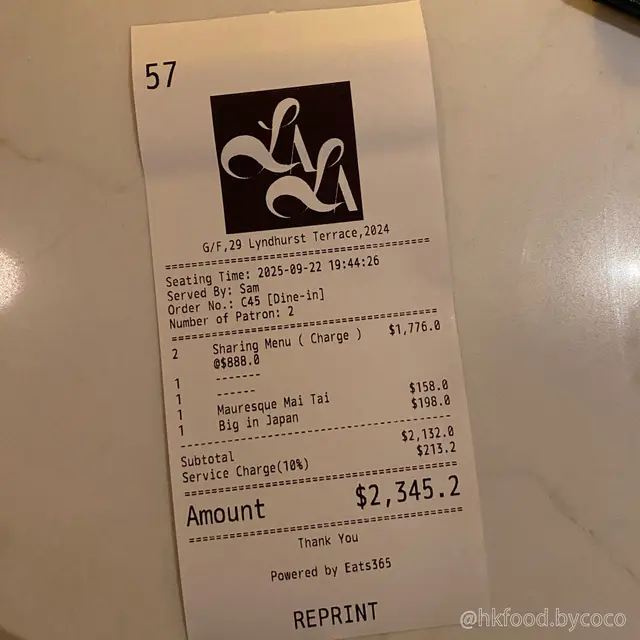 57
LA
LA
G/F,29 Lyndhurst Terrace,2024
Seating Time: 2025-09-22 19:44:26
Served By: Sam
Order No.: C45 [Dine-in]
Number of Patron: 2
2 Sharing Menu ( Charge ) $1,776.0
@$888.0
1 -------
1 ------
1 Mauresque Mai Tai $158.0
1 Big in Japan $198.0
Subtotal $2,132.0
Service Charge(10%) $213.2
Amount $2,345.2
Thank You
Powered by Eats365
REPRINT
@hkfood.bycoco